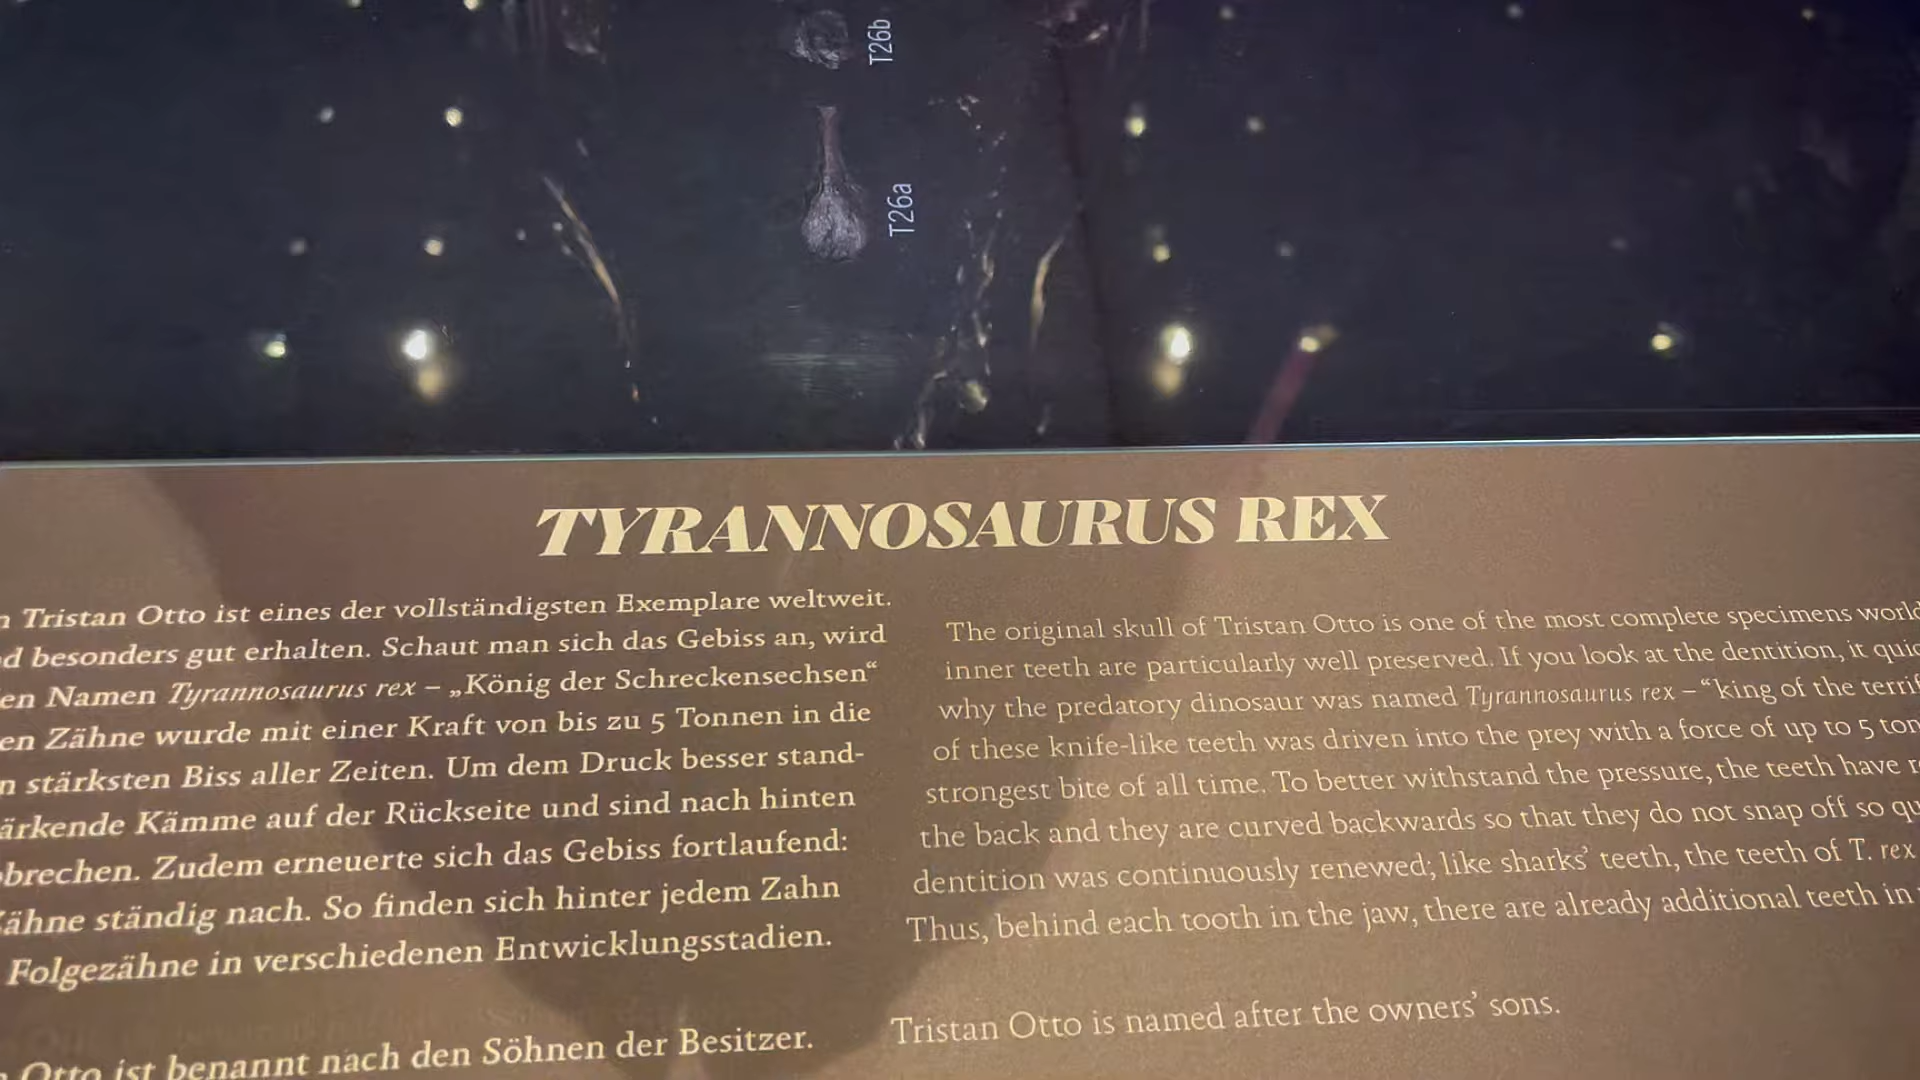 T26b
T26a
TYRANNOSAURUS REX
Tristan Otto ist eines der vollständigsten Exemplare weltweit.
besonders gut erhalten. Schaut man sich das Gebiss an, wird
en Namen Tyrannosaurus rex – „König der Schreckensechsen“
en Zähne wurde mit einer Kraft von bis zu 5 Tonnen in die
n stärksten Biss aller Zeiten. Um dem Druck besser stand-
ärkende Kämme auf der Rückseite und sind nach hinten
brechen. Zudem erneuerte sich das Gebiss fortlaufend:
ähne ständig nach. So finden sich hinter jedem Zahn
Folgezähne in verschiedenen Entwicklungsstadien.
Otto ist benannt nach den Söhnen der Besitzer.
The original skull of Tristan Otto is one of the most complete specimens world
inner teeth are particularly well preserved. If you look at the dentition, it quic
why the predatory dinosaur was named Tyrannosaurus rex – “king of the terrif
of these knife-like teeth was driven into the prey with a force of up to 5 ton
strongest bite of all time. To better withstand the pressure, the teeth have r
the back and they are curved backwards so that they do not snap off so qu
dentition was continuously renewed; like sharks’ teeth, the teeth of T. rex
Thus, behind each tooth in the jaw, there are already additional teeth in
Tristan Otto is named after the owners’ sons.